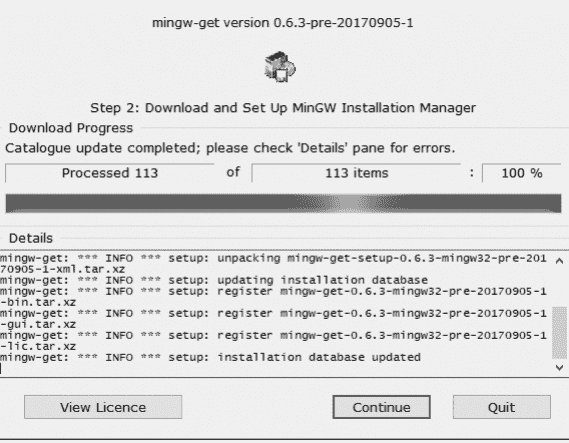 mingw-get version 0.6.3-pre-20170905-1
Step 2: Download and Set Up MinGW Installation Manager
Download Progress
Catalogue update completed; please check 'Details' pane for errors.
Processed 113 of 113 items : 100 %
Details
mingw-get: *** INFO *** setup: unpacking mingw-get-setup-0.6.3-mingw32-pre-201
70905-1-xml.tar.xz
mingw-get: *** INFO *** setup: updating installation database
mingw-get: *** INFO *** setup: register mingw-get-0.6.3-mingw32-pre-20170905-1
-bin.tar.xz
mingw-get: *** INFO *** setup: register mingw-get-0.6.3-mingw32-pre-20170905-1
-gui.tar.xz
mingw-get: *** INFO *** setup: register mingw-get-0.6.3-mingw32-pre-20170905-1
-lic.tar.xz
mingw-get: *** INFO *** setup: installation database updated
View Licence Continue Quit